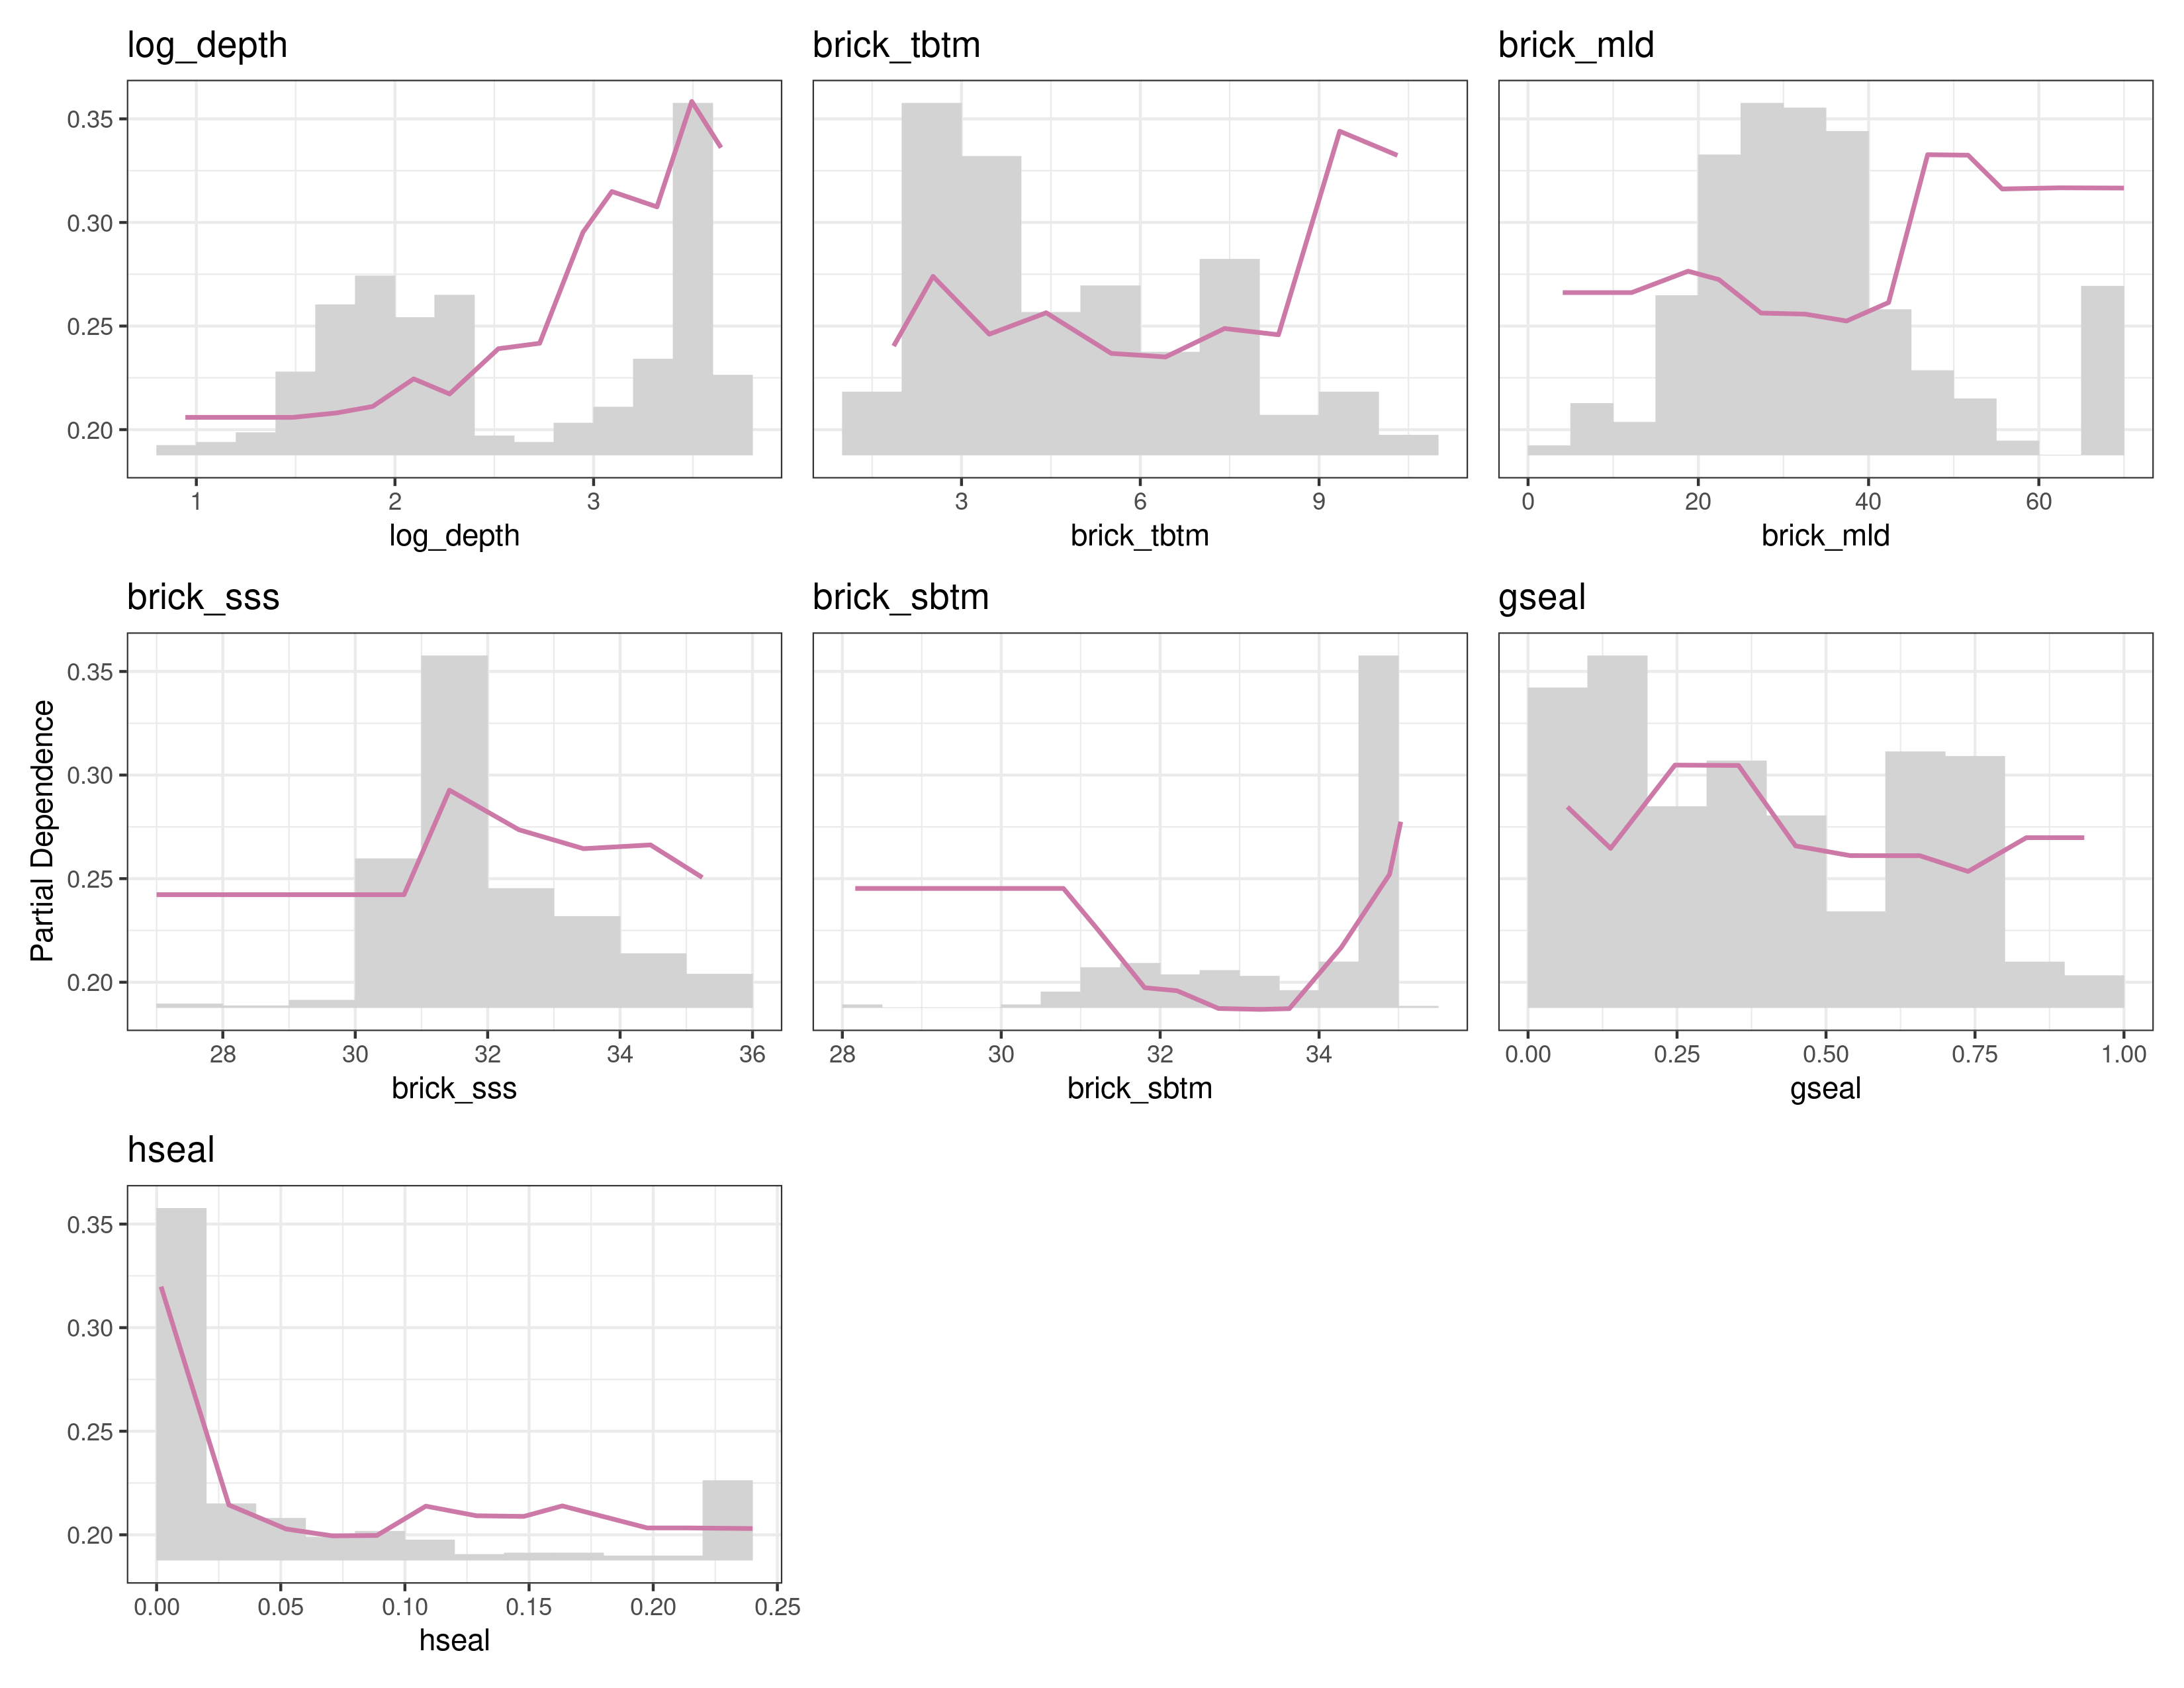 log_depth brick_tbtm brick_mld
0.35
0.30
0.25
0.20
1 2 3 3 6 9 0 20 40 60
log_depth brick_tbtm brick_mld
brick_sss brick_sbtm gseal
Partial Dependence
0.35
0.30
0.25
0.20
28 30 32 34 36 28 30 32 34 0.00 0.25 0.50 0.75 1.00
brick_sss brick_sbtm gseal
hseal
0.35
0.30
0.25
0.20
0.00 0.05 0.10 0.15 0.20 0.25
hseal